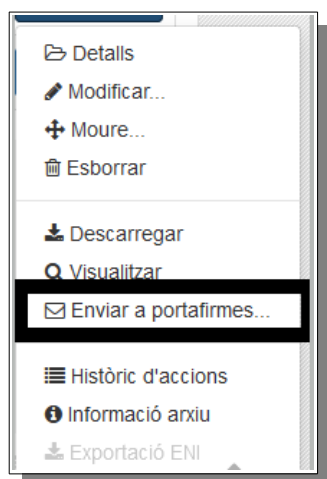 Detalls
Modificar...
Moure...
Esborrar
Descarregar
Visualitzar
Enviar a portafirmes...
Històric d'accions
Informació arxiu
Exportació ENI